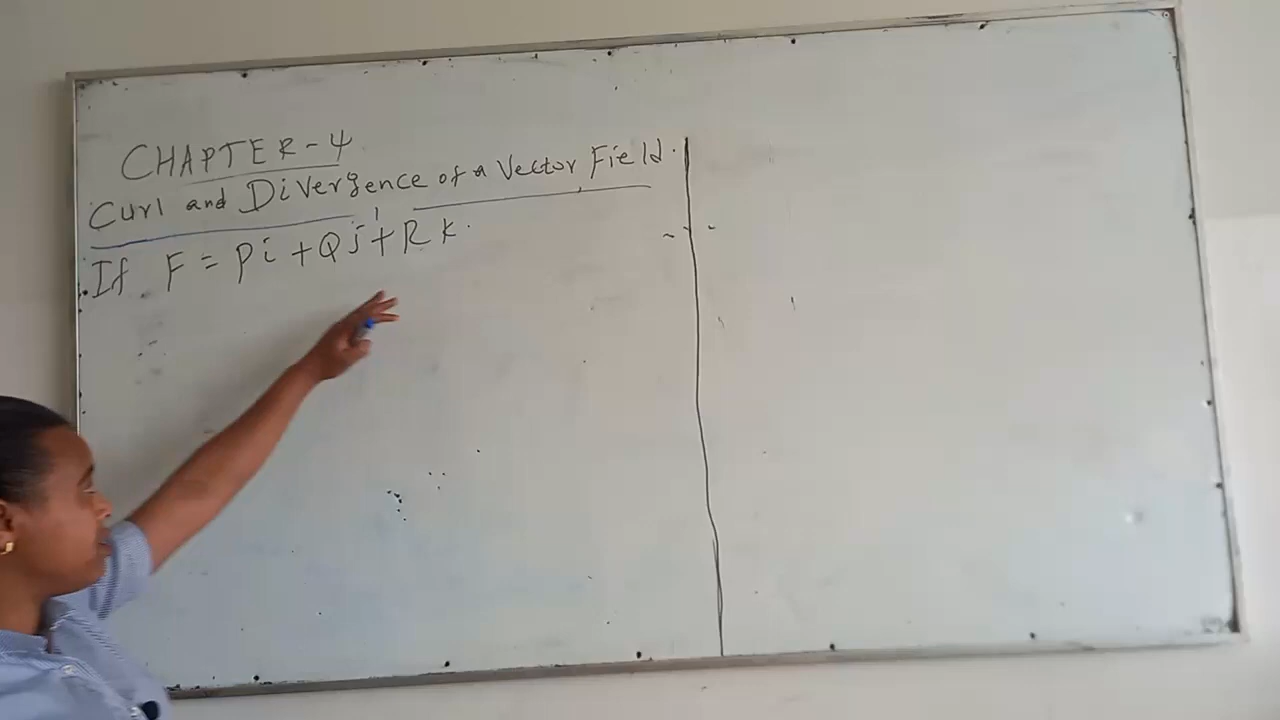 CHAPTER-4
Curl and Divergence of a Vector Field.
If F = Pi + Qj + Rk.